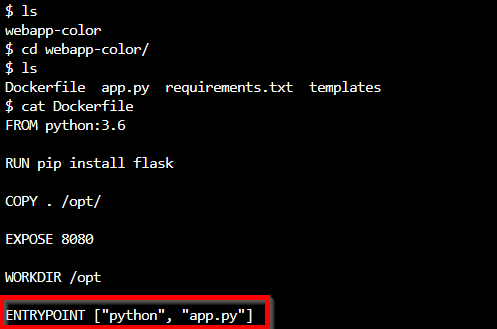 $ ls
webapp-color
$ cd webapp-color/
$ ls
Dockerfile  app.py  requirements.txt  templates
$ cat Dockerfile
FROM python:3.6
RUN pip install flask
COPY . /opt/
EXPOSE 8080
WORKDIR /opt
ENTRYPOINT ["python", "app.py"]